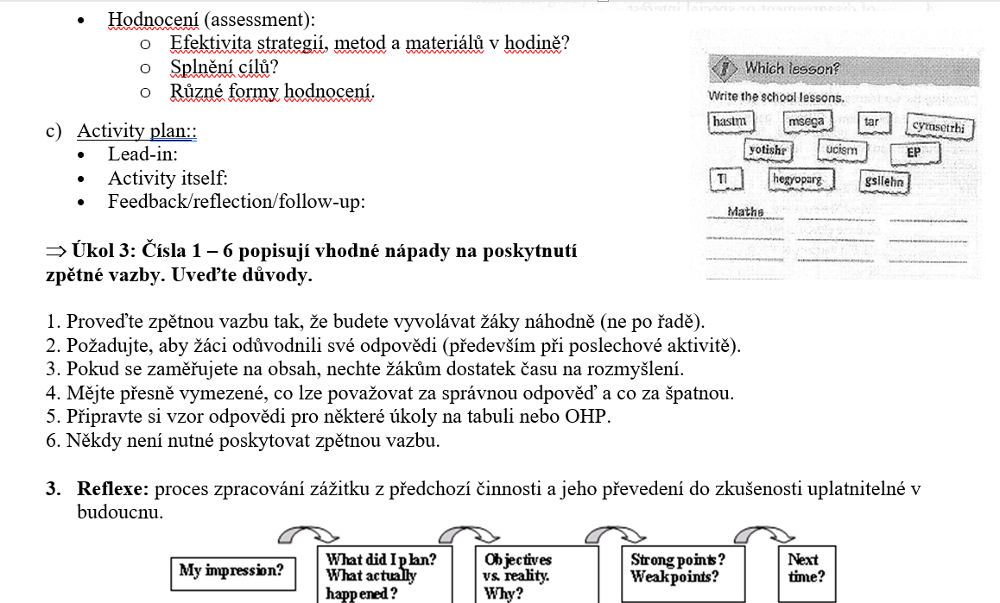 • Hodnocení (assessment):
o Efektivita strategií, metod a materiálů v hodině?
o Splnění cílů?
o Různé formy hodnocení.
c) Activity plan::
• Lead-in:
• Activity itself:
• Feedback/reflection/follow-up:
Which lesson?
Write the school lessons.
hastm msega tar cymsetrhi
yotishr ucism EP
TI hegyoparg gsilehn
Maths
⇒ Úkol 3: Čísla 1 – 6 popisují vhodné nápady na poskytnutí
zpětné vazby. Uveďte důvody.
1. Proveďte zpětnou vazbu tak, že budete vyvolávat žáky náhodně (ne po řadě).
2. Požadujte, aby žáci odůvodnili své odpovědi (především při poslechové aktivitě).
3. Pokud se zaměřujete na obsah, nechte žákům dostatek času na rozmyšlení.
4. Mějte přesně vymezené, co lze považovat za správnou odpověď a co za špatnou.
5. Připravte si vzor odpovědi pro některé úkoly na tabuli nebo OHP.
6. Někdy není nutné poskytovat zpětnou vazbu.
3. Reflexe: proces zpracování zážitku z předchozí činnosti a jeho převedení do zkušenosti uplatnitelné v
budoucnu.
My impression?
What did I plan?
What actually
happened?
Objectives
vs. reality.
Why?
Strong points?
Weak points?
Next
time?